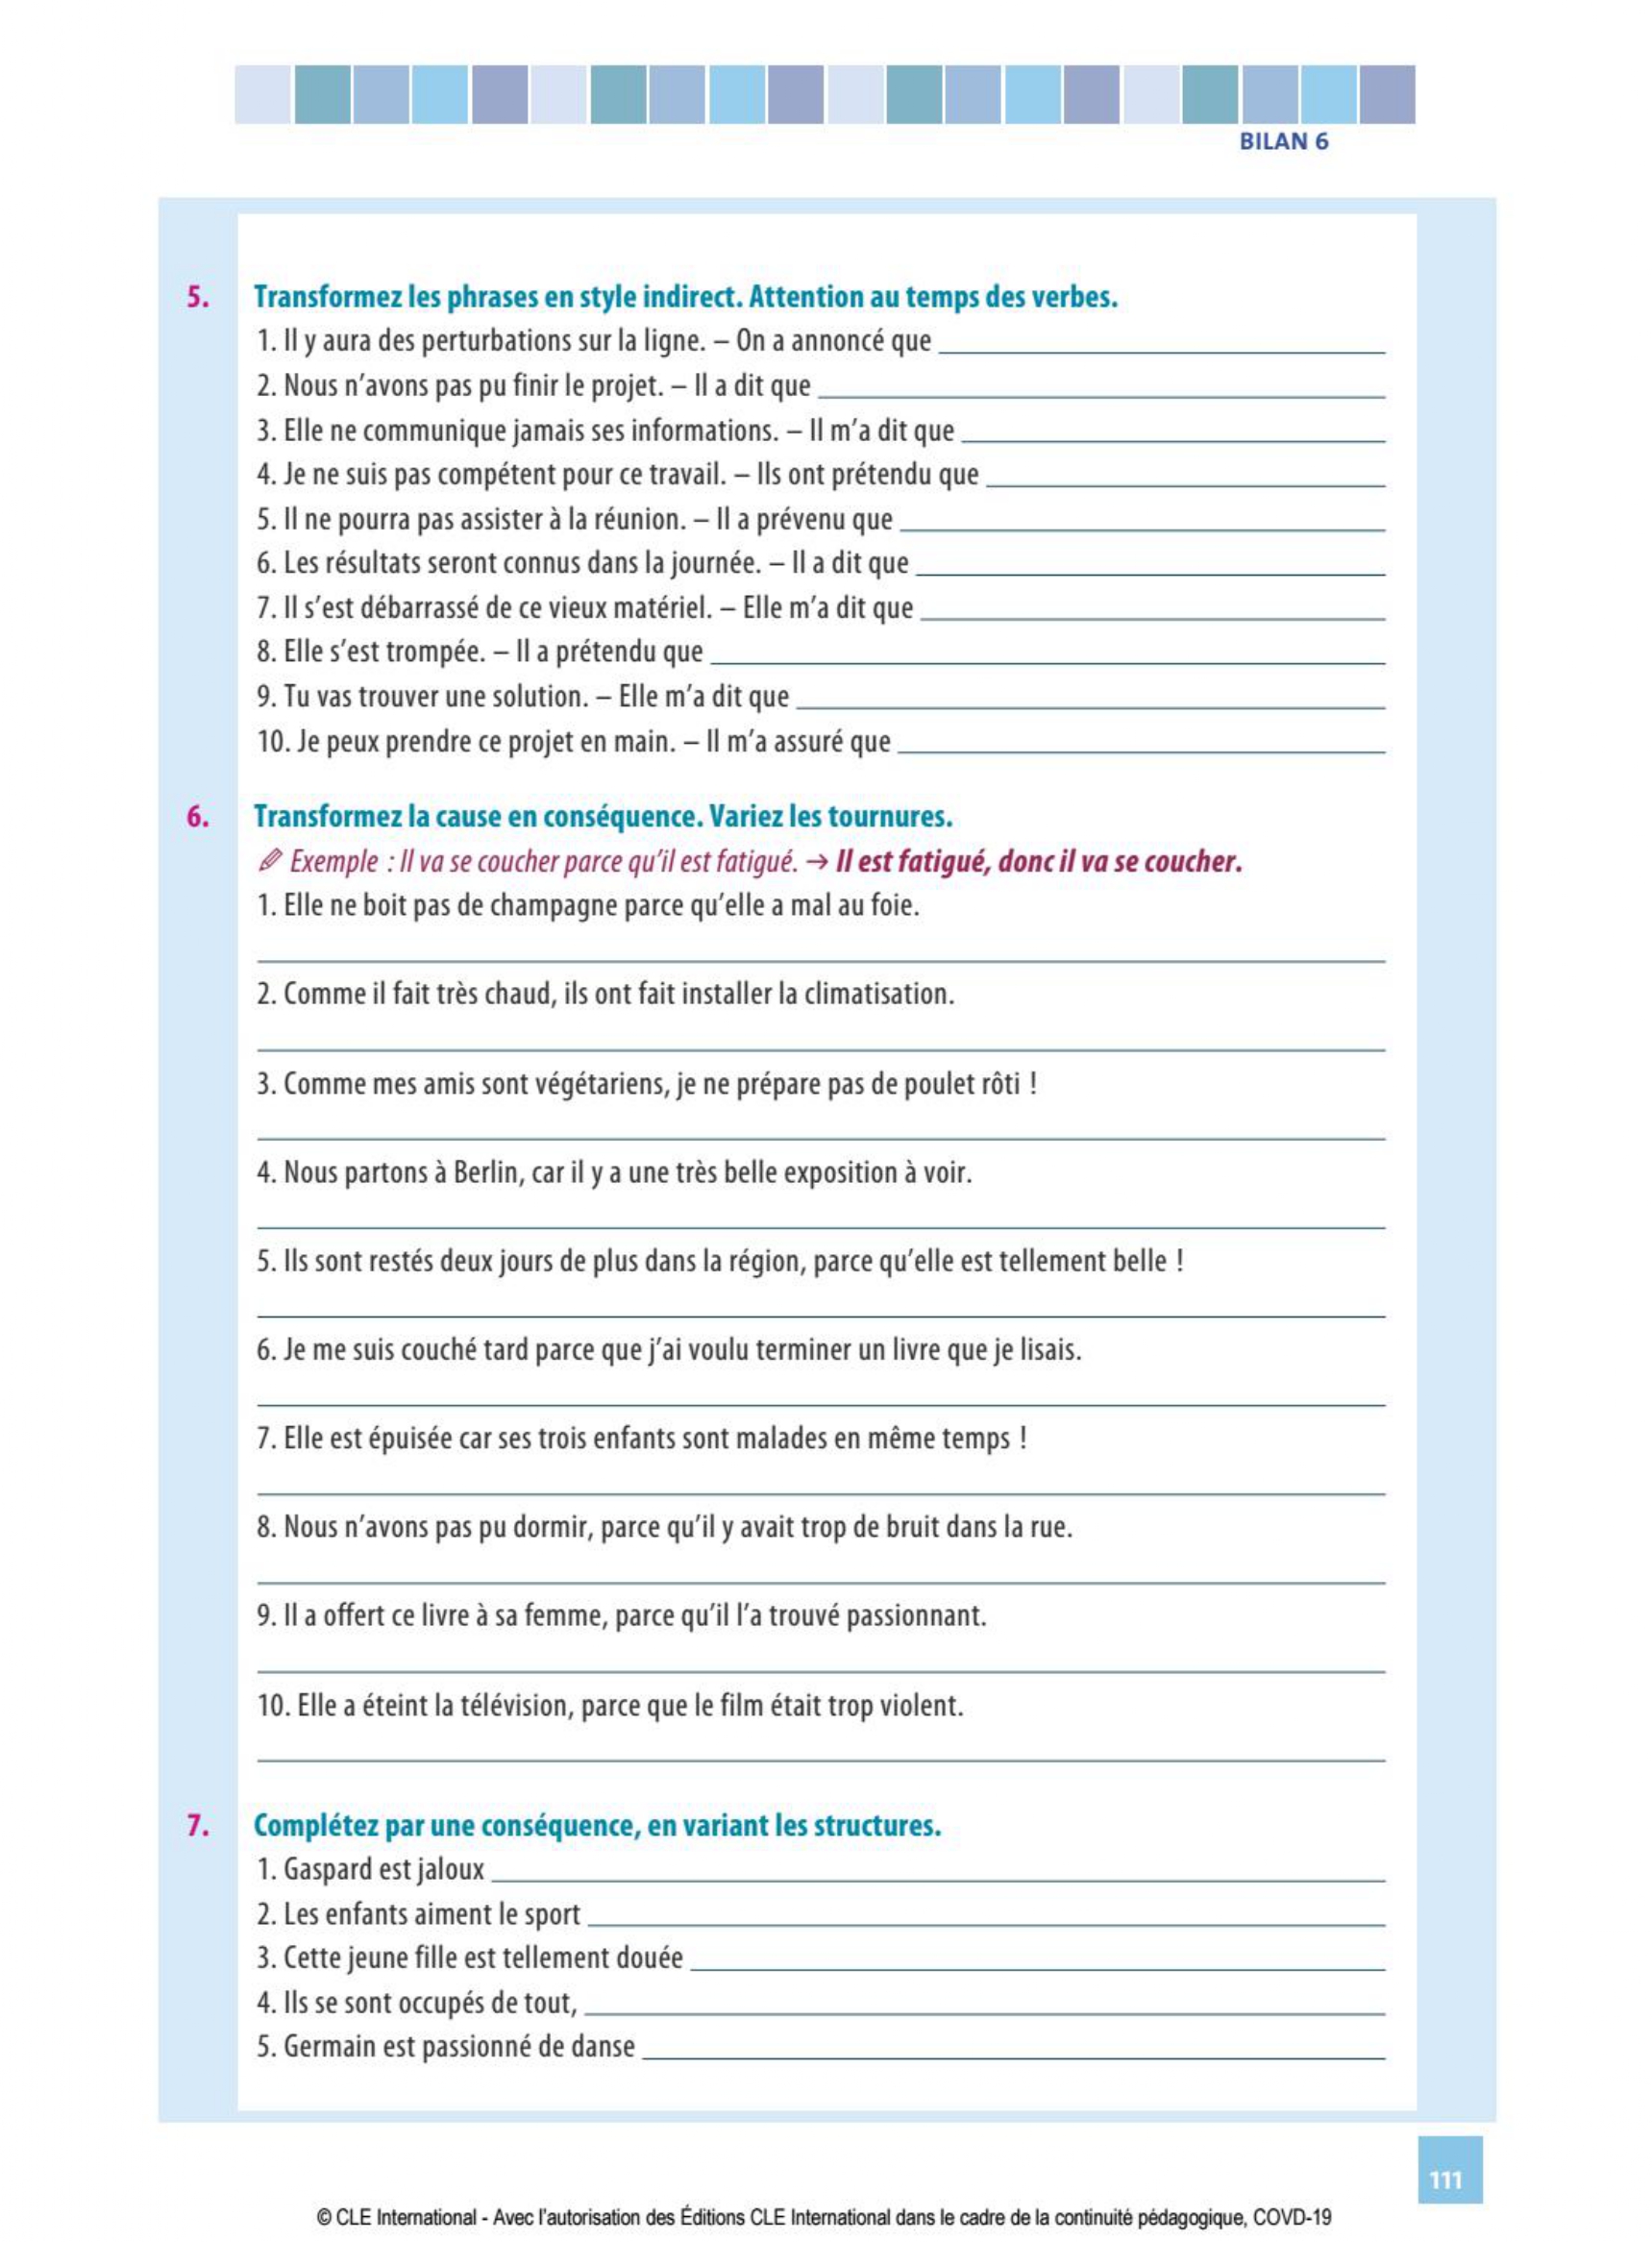 BILAN 6
5. Transformez les phrases en style indirect. Attention au temps des verbes.
1. Il y aura des perturbations sur la ligne. – On a annoncé que
2. Nous n'avons pas pu finir le projet. – Il a dit que
3. Elle ne communique jamais ses informations. – Il m'a dit que
4. Je ne suis pas compétent pour ce travail. – Ils ont prétendu que
5. Il ne pourra pas assister à la réunion. – Il a prévenu que
6. Les résultats seront connus dans la journée. – Il a dit que
7. Il s'est débarrassé de ce vieux matériel. – Elle m'a dit que
8. Elle s'est trompée. – Il a prétendu que
9. Tu vas trouver une solution. – Elle m'a dit que
10. Je peux prendre ce projet en main. – Il m'a assuré que
6. Transformez la cause en conséquence. Variez les tournures.
Exemple : Il va se coucher parce qu'il est fatigué. → Il est fatigué, donc il va se coucher.
1. Elle ne boit pas de champagne parce qu'elle a mal au foie.
2. Comme il fait très chaud, ils ont fait installer la climatisation.
3. Comme mes amis sont végétariens, je ne prépare pas de poulet rôti !
4. Nous partons à Berlin, car il y a une très belle exposition à voir.
5. Ils sont restés deux jours de plus dans la région, parce qu'elle est tellement belle !
6. Je me suis couché tard parce que j'ai voulu terminer un livre que je lisais.
7. Elle est épuisée car ses trois enfants sont malades en même temps !
8. Nous n'avons pas pu dormir, parce qu'il y avait trop de bruit dans la rue.
9. Il a offert ce livre à sa femme, parce qu'il l'a trouvé passionnant.
10. Elle a éteint la télévision, parce que le film était trop violent.
7. Complétez par une conséquence, en variant les structures.
1. Gaspard est jaloux
2. Les enfants aiment le sport
3. Cette jeune fille est tellement douée
4. Ils se sont occupés de tout,
5. Germain est passionné de danse
111
© CLE International - Avec l'autorisation des Éditions CLE International dans le cadre de la continuité pédagogique, COVD-19